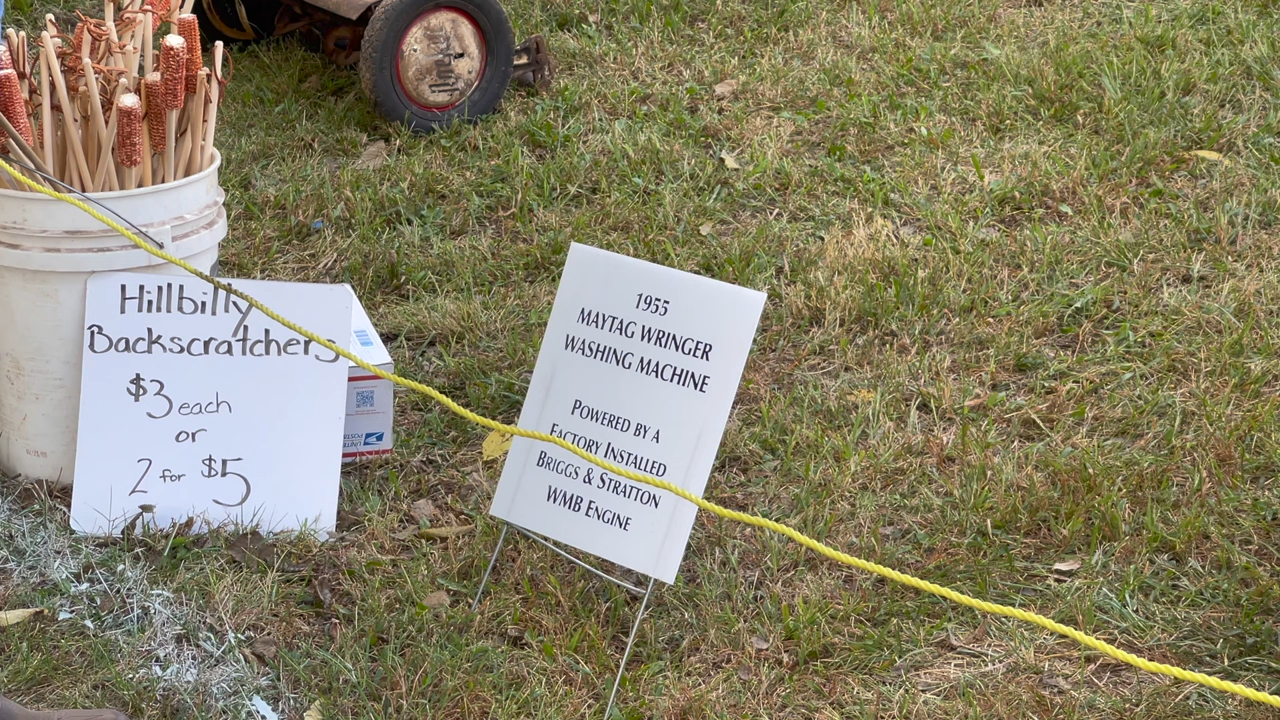 Hillbilly
Backscratchers
$3 each
or
2 for $5
1955
MAYTAG WRINGER
WASHING MACHINE
POWERED BY A
FACTORY INSTALLED
BRIGGS & STRATTON
WMB ENGINE